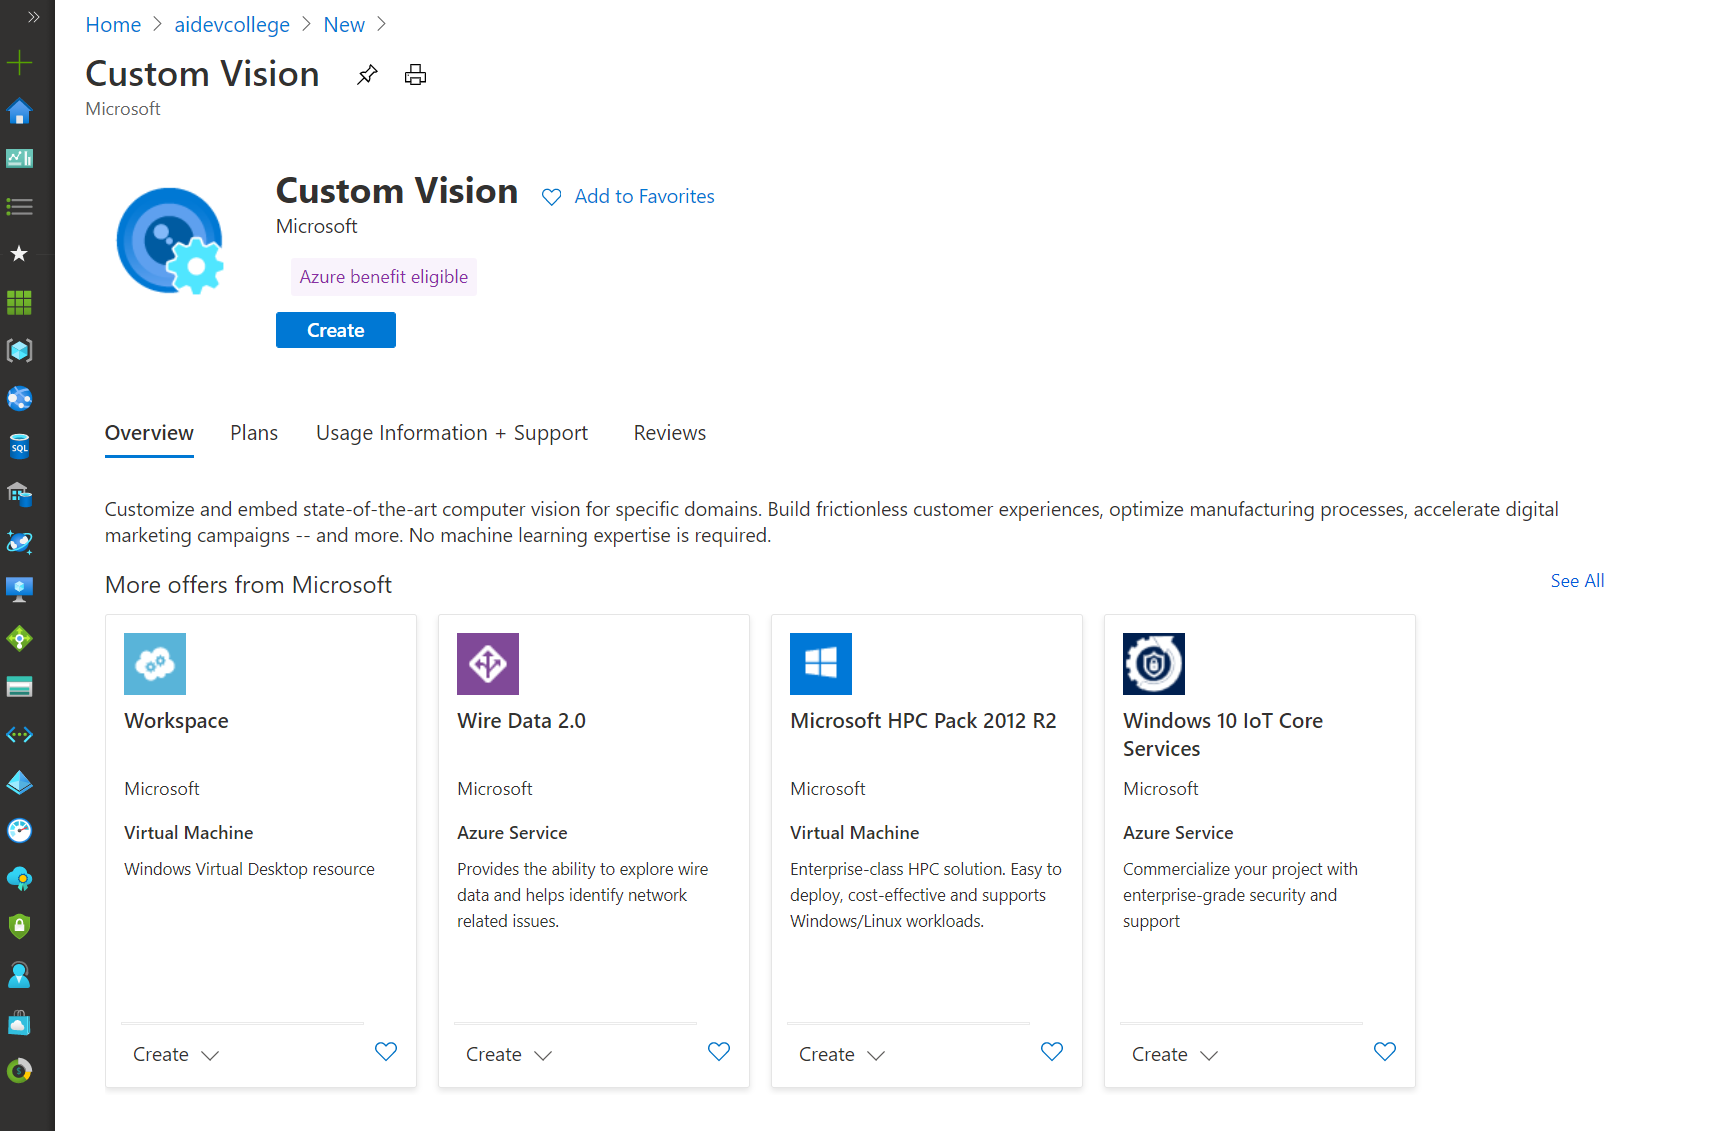 Home > aidevcollege > New >
Custom Vision
Microsoft
Custom Vision
Add to Favorites
Microsoft
Azure benefit eligible
Create
Overview Plans Usage Information + Support Reviews
Customize and embed state-of-the-art computer vision for specific domains. Build frictionless customer experiences, optimize manufacturing processes, accelerate digital
marketing campaigns -- and more. No machine learning expertise is required.
More offers from Microsoft
See All
Workspace
Microsoft
Virtual Machine
Windows Virtual Desktop resource
Create
Wire Data 2.0
Microsoft
Azure Service
Provides the ability to explore wire
data and helps identify network
related issues.
Create
Microsoft HPC Pack 2012 R2
Microsoft
Virtual Machine
Enterprise-class HPC solution. Easy to
deploy, cost-effective and supports
Windows/Linux workloads.
Create
Windows 10 IoT Core
Services
Microsoft
Azure Service
Commercialize your project with
enterprise-grade security and
support
Create
SQL